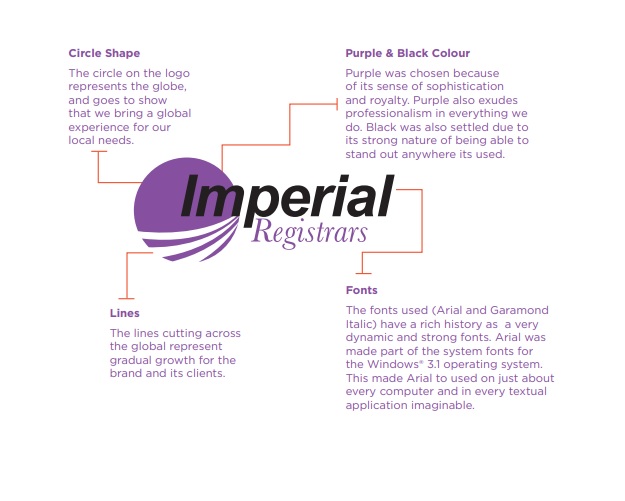 Circle Shape
The circle on the logo
represents the globe,
and goes to show
that we bring a global
experience for our
local needs.
Purple & Black Colour
Purple was chosen because
of its sense of sophistication
and royalty. Purple also exudes
professionalism in everything we
do. Black was also settled due to
its strong nature of being able to
stand out anywhere its used.
Imperial
Registrars
Lines
The lines cutting across
the global represent
gradual growth for the
brand and its clients.
Fonts
The fonts used (Arial and Garamond
Italic) have a rich history as  a very
dynamic and strong fonts. Arial was
made part of the system fonts for
the Windows® 3.1 operating system.
This made Arial to used on just about
every computer and in every textual
application imaginable.